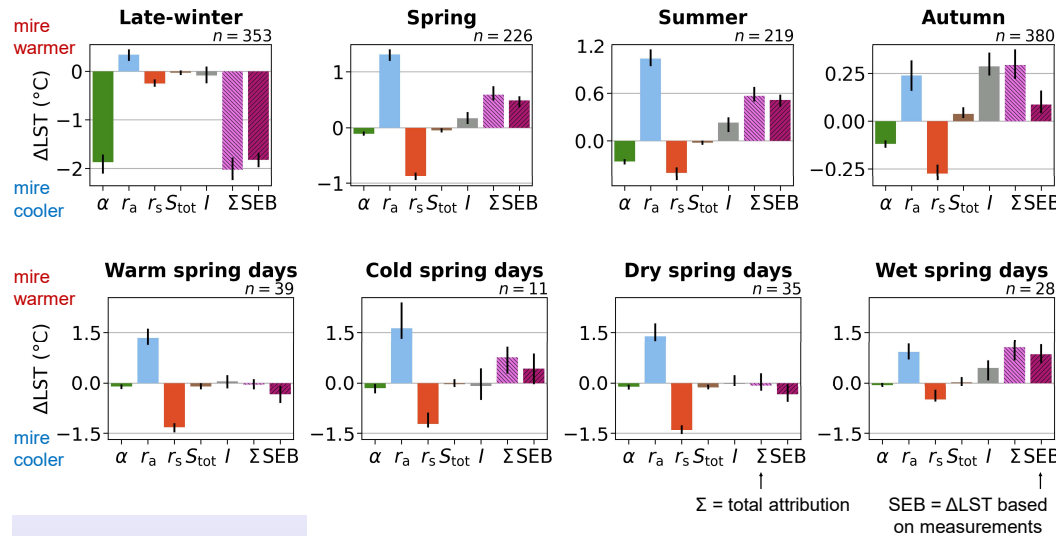 mire
warmer
Late-winter
n = 353
Spring
n = 226
Summer
n = 219
Autumn
n = 380
ΔLST (°C)
0
−1
−2
1
0
−1
1.2
0.6
0.0
0.25
0.00
−0.25
mire
cooler
α rₐ rₛ Sₜₒₜ I Σ SEB
α rₐ rₛ Sₜₒₜ I Σ SEB
α rₐ rₛ Sₜₒₜ I Σ SEB
α rₐ rₛ Sₜₒₜ I Σ SEB
mire
warmer
Warm spring days
n = 39
Cold spring days
n = 11
Dry spring days
n = 35
Wet spring days
n = 28
ΔLST (°C)
1.5
0.0
−1.5
1.5
0.0
−1.5
1.5
0.0
−1.5
1.5
0.0
−1.5
mire
cooler
α rₐ rₛ Sₜₒₜ I Σ SEB
α rₐ rₛ Sₜₒₜ I Σ SEB
α rₐ rₛ Sₜₒₜ I Σ SEB
α rₐ rₛ Sₜₒₜ I Σ SEB
Σ = total attribution
SEB = ΔLST based
on measurements